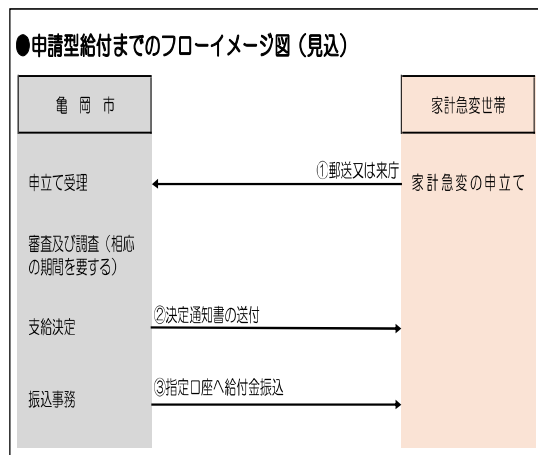 ●申請型給付までのフローイメージ図（見込）
亀岡市
家計急変世帯
①郵送又は来庁
申立て受理
家計急変の申立て
審査及び調査（相応
の期間を要する）
②決定通知書の送付
支給決定
③指定口座へ給付金振込
振込事務